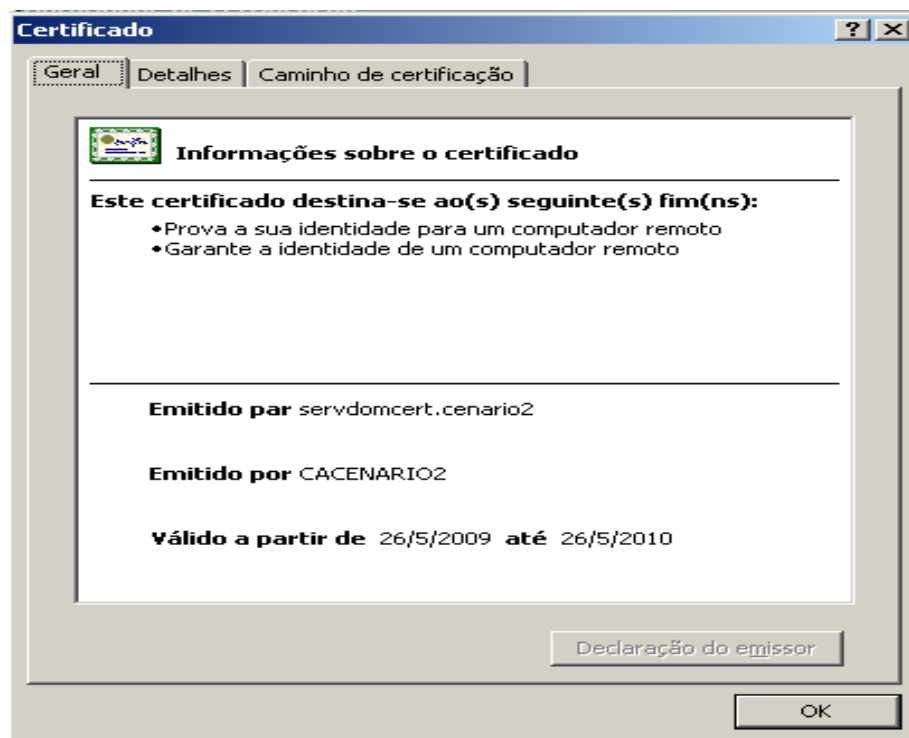 Certificado
Geral Detalhes Caminho de certificação
Informações sobre o certificado
Este certificado destina-se ao(s) seguinte(s) fim(ns):
•Prova a sua identidade para um computador remoto
•Garante a identidade de um computador remoto
Emitido par servdomcert.cenario2
Emitido por CACENARIO2
Válido a partir de 26/5/2009 até 26/5/2010
Declaração do emissor
OK